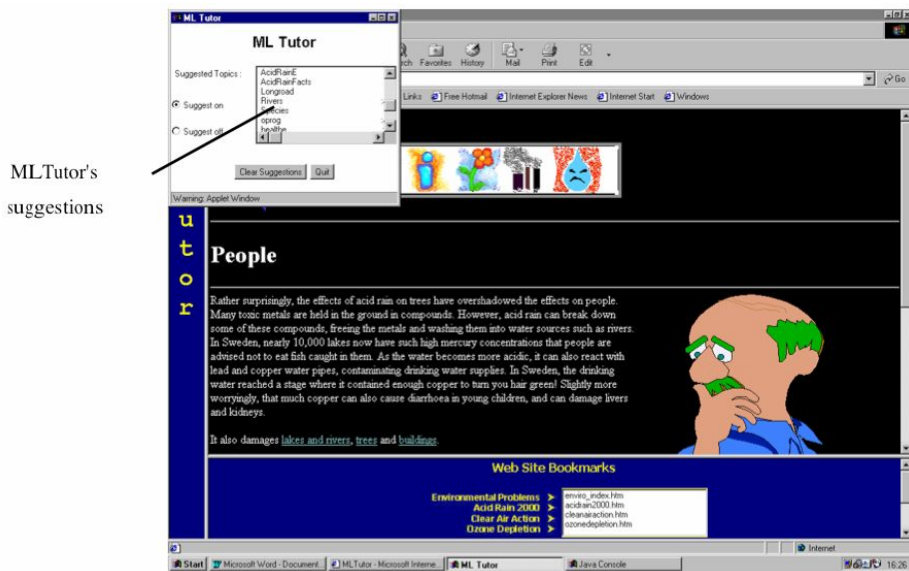 MLTutor's
suggestions
ML Tutor
ML Tutor
Suggested Topics :
Suggest on
Suggest off
AcidRainE
AcidRainFacts
Longroad
Rivers
Species
oprog
healthe
Clear Suggestions
Quit
Warning: Applet Window
rch Favorites History Mail Print Edit
Go
Links Free Hotmail Internet Explorer News Internet Start Windows
u
t
o
r
People
Rather surprisingly, the effects of acid rain on trees have overshadowed the effects on people.
Many toxic metals are held in the ground in compounds. However, acid rain can break down
some of these compounds, freeing the metals and washing them into water sources such as rivers.
In Sweden, nearly 10,000 lakes now have such high mercury concentrations that people are
advised not to eat fish caught in them. As the water becomes more acidic, it can also react with
lead and copper water pipes, contaminating drinking water supplies. In Sweden, the drinking
water reached a stage where it contained enough copper to turn you hair green! Slightly more
worryingly, that much copper can also cause diarrhoea in young children, and can damage livers
and kidneys.
It also damages lakes and rivers, trees and buildings.
Web Site Bookmarks
Environmental Problems
Acid Rain 2000
Clear Air Action
Ozone Depletion
enviro_index.htm
acidrain2000.htm
cleanairaction.htm
ozonedepletion.htm
Internet
Start Microsoft Word - Document... MLTutor - Microsoft Interne... ML Tutor Java Console 16:26